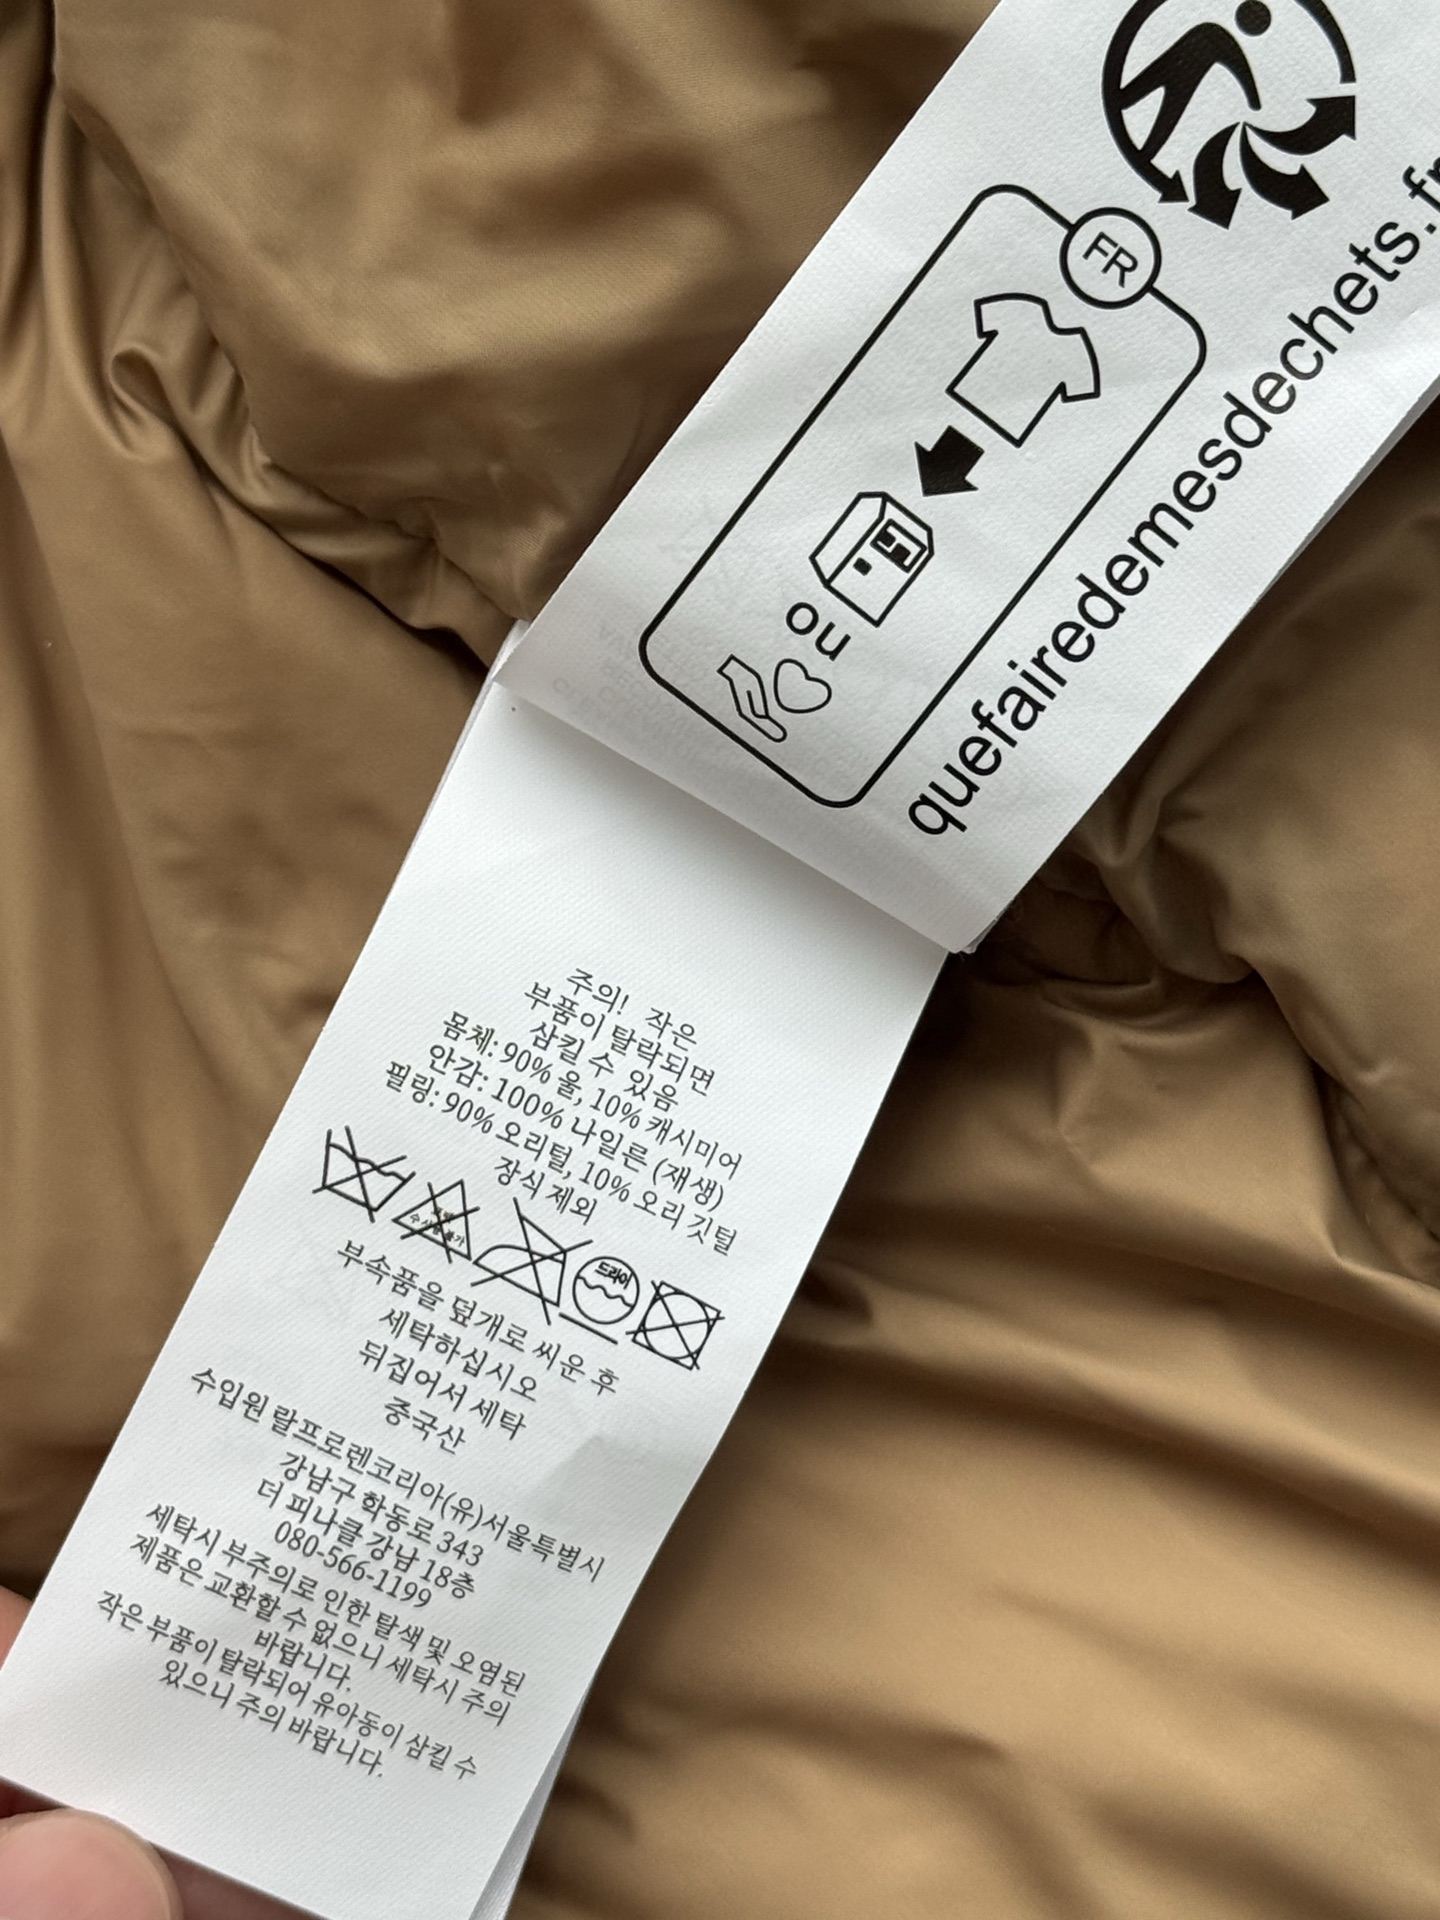 FR
OU
quefairedemesdechets.fr
주의! 작은
부품이 탈락되면
삼킬 수 있음
몸체: 90% 울, 10% 캐시미어
안감: 100% 나일론 (재생)
필링: 90% 오리털, 10% 오리 깃털
장식 제외
드라이
부속품을 덮개로 씌운 후
세탁하십시오
뒤집어서 세탁
중국산
수입원 랄프로렌코리아(유)서울특별시
강남구 학동로 343
더 피나클 강남 18층
080-566-1199
세탁시 부주의로 인한 탈색 및 오염된
제품은 교환할 수 없으니 세탁시 주의
바랍니다.
작은 부품이 탈락되어 유아동이 삼킬 수
있으니 주의 바랍니다.